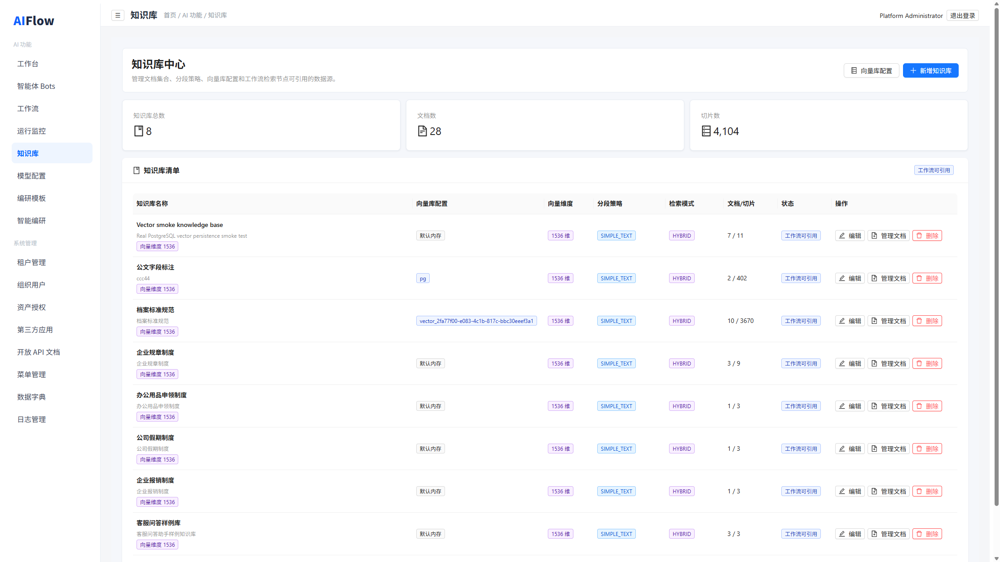 AIFlow
AI 功能
工作台
智能体 Bots
工作流
运行监控
知识库
模型配置
编研模板
智能编研
系统管理
租户管理
组织用户
资产授权
第三方应用
开放 API 文档
菜单管理
数据字典
日志管理
知识库 首页 / AI 功能 / 知识库
Platform Administrator 退出登录
知识库中心
管理文档集合、分段策略、向量库配置和工作流检索节点可引用的数据源。
向量库配置 新增知识库
知识库总数
8
文档数
28
切片数
4,104
知识库清单 工作流可引用
知识库名称 向量库配置 向量维度 分段策略 检索模式 文档/切片 状态 操作
Vector smoke knowledge base
Real PostgreSQL vector persistence smoke test
向量维度 1536
默认内存 1536 维 SIMPLE_TEXT HYBRID 7 / 11 工作流可引用 编辑 管理文档 删除
公文字段标注
ccc44
向量维度 1536
pg 1536 维 SIMPLE_TEXT HYBRID 2 / 402 工作流可引用 编辑 管理文档 删除
档案标准规范
档案标准规范
向量维度 1536
vector_2fa77f00-e083-4c1b-817c-bbc30eeef3a1 1536 维 SIMPLE_TEXT HYBRID 10 / 3670 工作流可引用 编辑 管理文档 删除
企业规章制度
企业规章制度
向量维度 1536
默认内存 1536 维 SIMPLE_TEXT HYBRID 3 / 9 工作流可引用 编辑 管理文档 删除
办公用品申领制度
办公用品申领制度
向量维度 1536
默认内存 1536 维 SIMPLE_TEXT HYBRID 1 / 3 工作流可引用 编辑 管理文档 删除
公司假期制度
公司假期制度
向量维度 1536
默认内存 1536 维 SIMPLE_TEXT HYBRID 1 / 3 工作流可引用 编辑 管理文档 删除
企业报销制度
企业报销制度
向量维度 1536
默认内存 1536 维 SIMPLE_TEXT HYBRID 1 / 3 工作流可引用 编辑 管理文档 删除
客服问答样例库
客服问答助手样例知识库
向量维度 1536
默认内存 1536 维 SIMPLE_TEXT HYBRID 3 / 3 工作流可引用 编辑 管理文档 删除